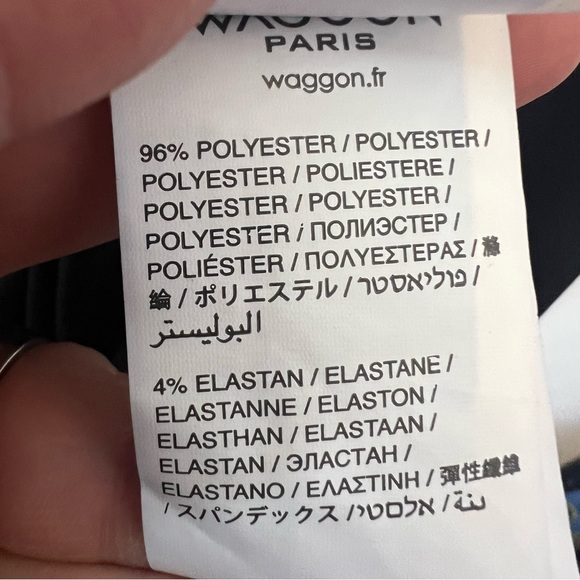 WAGGON
PARIS
waggon.fr
96% POLYESTER / POLYESTER /
POLYESTER / POLIESTERE /
POLYESTER / POLYESTER /
POLYESTER / ПОЛИЭСТЕР /
POLIÉSTER / ΠΟΛΥΕΣΤΕΡΑΣ / 滌
綸 / ポリエステル / פוליאסטר /
البوليستر
4% ELASTAN / ELASTANE /
ELASTANNE / ELASTON /
ELASTHAN / ELASTAAN /
ELASTAN / ЭЛАСТАН /
ELASTANO / ΕΛΑΣΤΙΝΗ / 彈性纖維
/ スパンデックス / אלסטי /